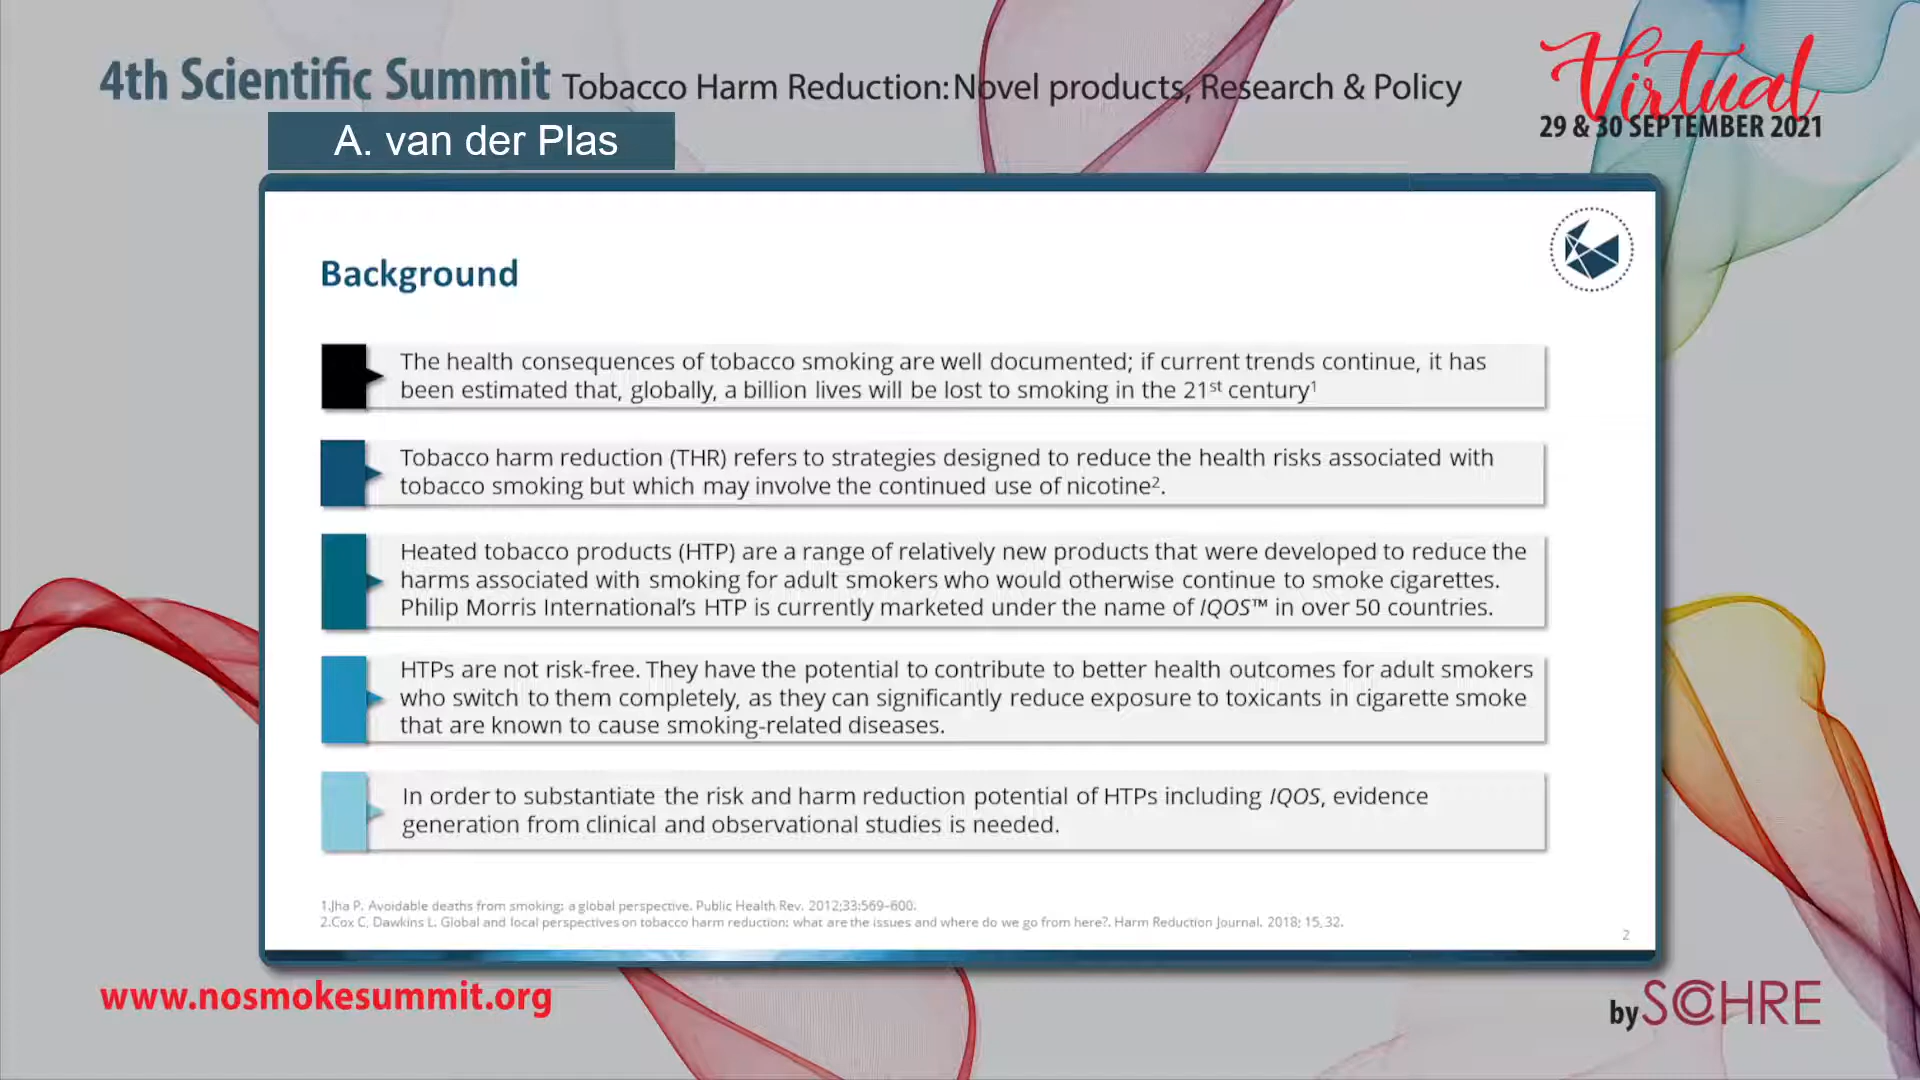 4th Scientific Summit Tobacco Harm Reduction: Novel products, Research & Policy
Virtual
29 & 30 SEPTEMBER 2021
A. van der Plas
Background
The health consequences of tobacco smoking are well documented; if current trends continue, it has
been estimated that, globally, a billion lives will be lost to smoking in the 21st century1
Tobacco harm reduction (THR) refers to strategies designed to reduce the health risks associated with
tobacco smoking but which may involve the continued use of nicotine2.
Heated tobacco products (HTP) are a range of relatively new products that were developed to reduce the
harms associated with smoking for adult smokers who would otherwise continue to smoke cigarettes.
Philip Morris International’s HTP is currently marketed under the name of IQOS™ in over 50 countries.
HTPs are not risk-free. They have the potential to contribute to better health outcomes for adult smokers
who switch to them completely, as they can significantly reduce exposure to toxicants in cigarette smoke
that are known to cause smoking-related diseases.
In order to substantiate the risk and harm reduction potential of HTPs including IQOS, evidence
generation from clinical and observational studies is needed.
1.Jha P. Avoidable deaths from smoking: a global perspective. Public Health Rev. 2012;33:569–600.
2.Cox C, Dawkins L. Global and local perspectives on tobacco harm reduction: what are the issues and where do we go from here?. Harm Reduction Journal. 2018; 15, 32.
2
www.nosmokesummit.org
by SCOHRE